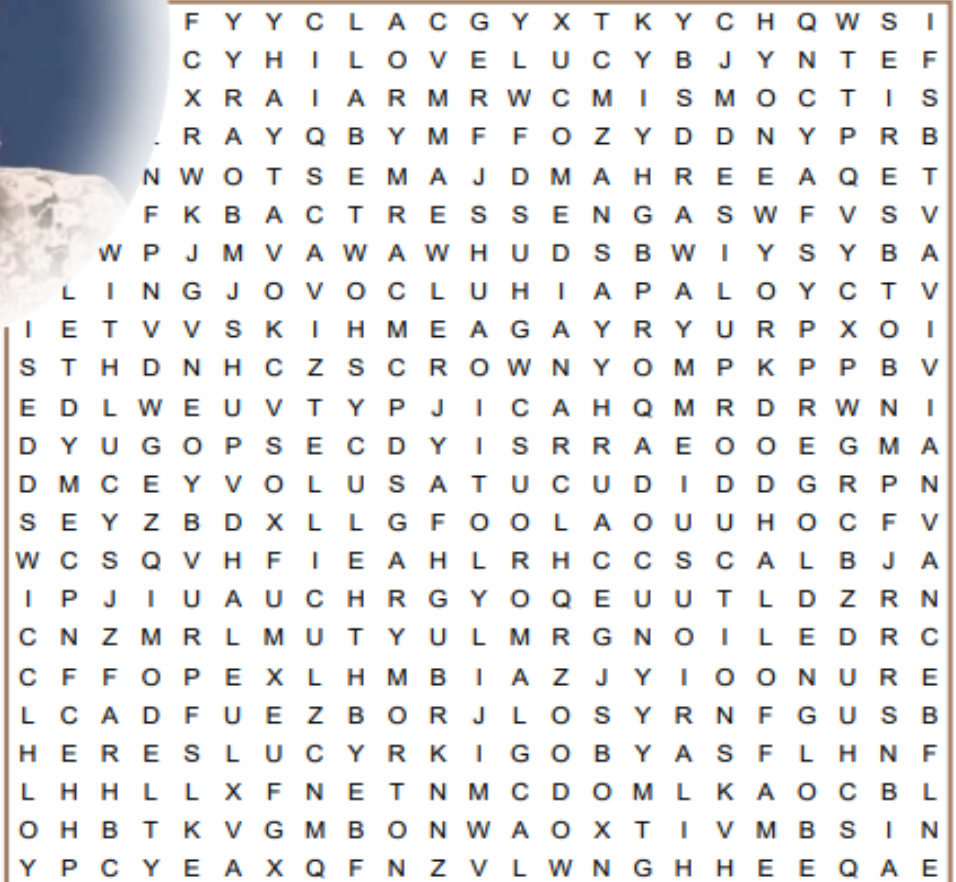 F Y Y C L A C G Y X T K Y C H Q W S I
C Y H I L O V E L U C Y B J Y N T E F
X R A I A R M R W C M I S M O C T I S
R A Y Q B Y M F F O Z Y D D N Y P R B
N W O T S E M A J D M A H R E E A Q E T
F K B A C T R E S S E N G A S W F V S V
W P J M V A W A W H U D S B W I Y S Y B A
L I N G J O V O C L U H I A P A L O Y C T V
I E T V V S K I H M E A G A Y R Y U R P X O I
S T H D N H C Z S C R O W N Y O M P K P P B V
E D L W E U V T Y P J I C A H Q M R D R W N I
D Y U G O P S E C D Y I S R R A E O O E G M A
D M C E Y V O L U S A T U C U D I D D G R P N
S E Y Z B D X L L G F O O L A O U U H O C F V
W C S Q V H F I E A H L R H C C S C A L B J A
I P J I U A U C H R G Y O Q E U U T L D Z R N
C N Z M R L M U T Y U L M R G N O I L E D R C
C F F O P E X L H M B I A Z J Y I O O N U R E
L C A D F U E Z B O R J L O S Y R N F G U S B
H E R E S L U C Y R K I G O B Y A S F L H N F
L H H L L X F N E T N M C D O M L K A O C B L
O H B T K V G M B O N W A O X T I V M B S I N
Y P C Y E A X Q F N Z V L W N G H H E E Q A E